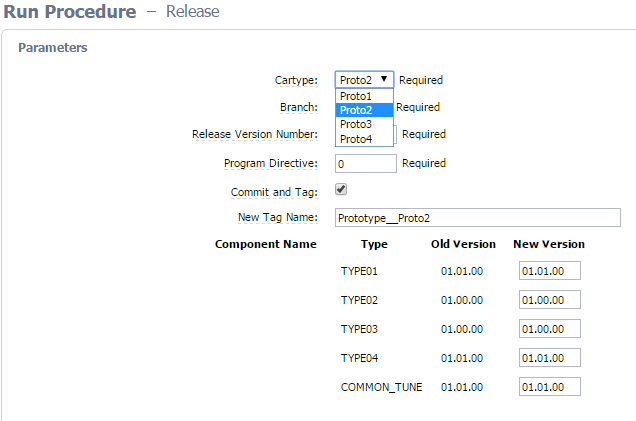 Run Procedure – Release
Parameters
Cartype: Proto2 Required
Proto1
Branch: Proto2 Required
Proto3
Release Version Number: Required
Proto4
Program Directive: 0 Required
Commit and Tag:
New Tag Name: Prototype__Proto2
Component Name Type Old Version New Version
TYPE01 01.01.00 01.01.00
TYPE02 01.00.00 01.00.00
TYPE03 01.00.00 01.00.00
TYPE04 01.01.00 01.01.00
COMMON_TUNE 01.01.00 01.01.00